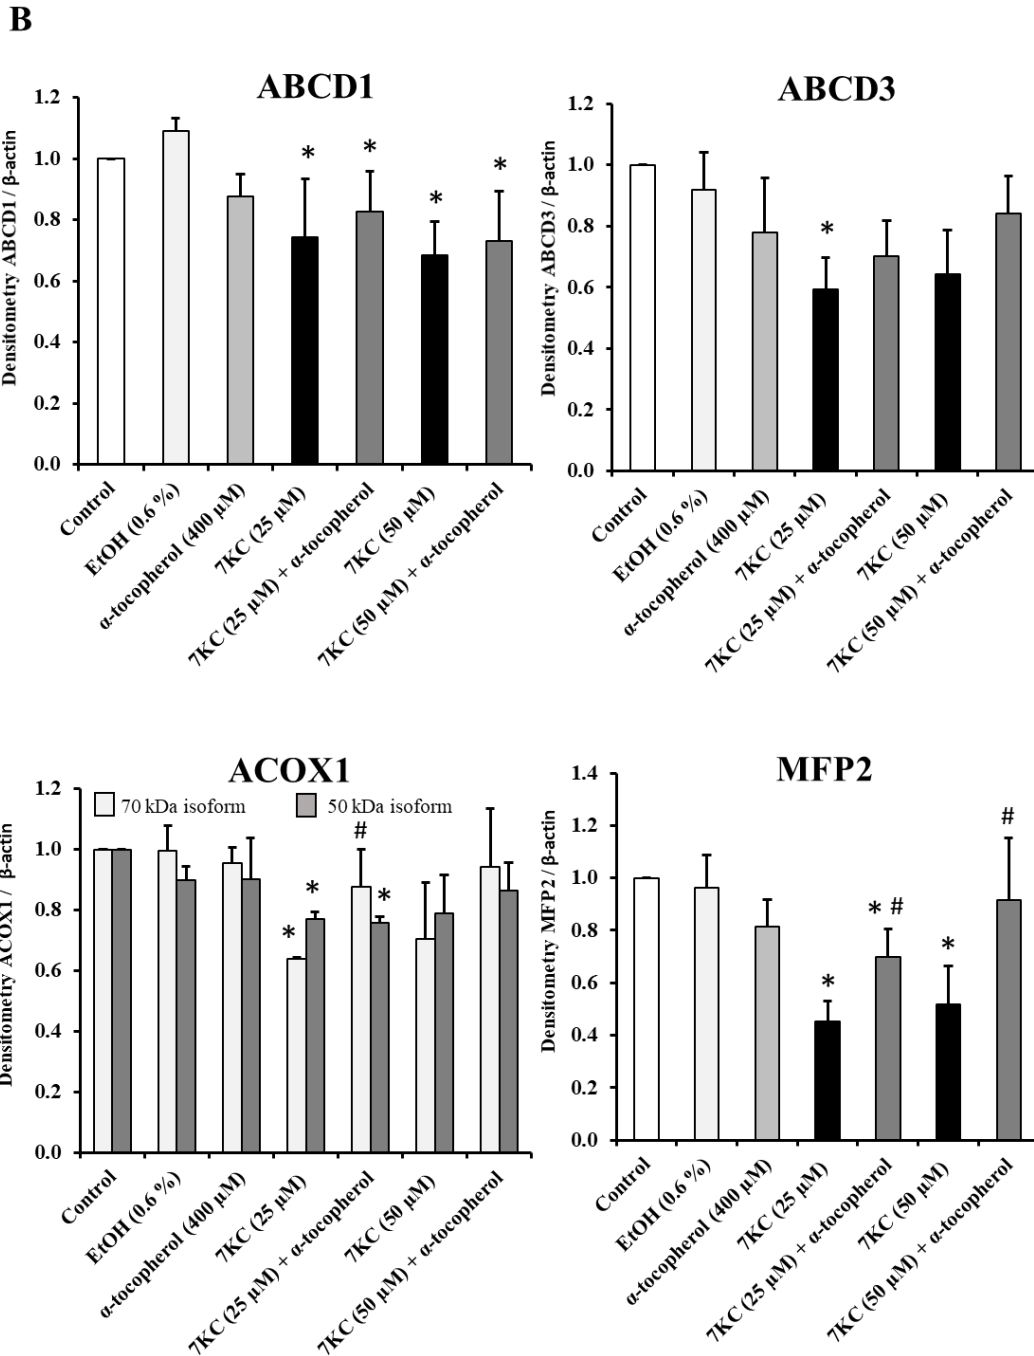 B
ABCD1
Densitometry ABCD1 / β-actin
1.2
1.0
0.8
0.6
0.4
0.2
0.0
*
*
*
*
Control
EtOH (0.6 %)
α-tocopherol (400 µM)
7KC (25 µM)
7KC (25 µM) + α-tocopherol
7KC (50 µM)
7KC (50 µM) + α-tocopherol
ABCD3
Densitometry ABCD3 / β-actin
1.2
1.0
0.8
0.6
0.4
0.2
0.0
*
Control
EtOH (0.6 %)
α-tocopherol (400 µM)
7KC (25 µM)
7KC (25 µM) + α-tocopherol
7KC (50 µM)
7KC (50 µM) + α-tocopherol
ACOX1
70 kDa isoform
50 kDa isoform
Densitometry ACOX1 / β-actin
1.2
1.0
0.8
0.6
0.4
0.2
0.0
*
*
#
*
Control
EtOH (0.6 %)
α-tocopherol (400 µM)
7KC (25 µM)
7KC (25 µM) + α-tocopherol
7KC (50 µM)
7KC (50 µM) + α-tocopherol
MFP2
Densitometry MFP2 / β-actin
1.4
1.2
1.0
0.8
0.6
0.4
0.2
0.0
*
* #
*
#
Control
EtOH (0.6 %)
α-tocopherol (400 µM)
7KC (25 µM)
7KC (25 µM) + α-tocopherol
7KC (50 µM)
7KC (50 µM) + α-tocopherol